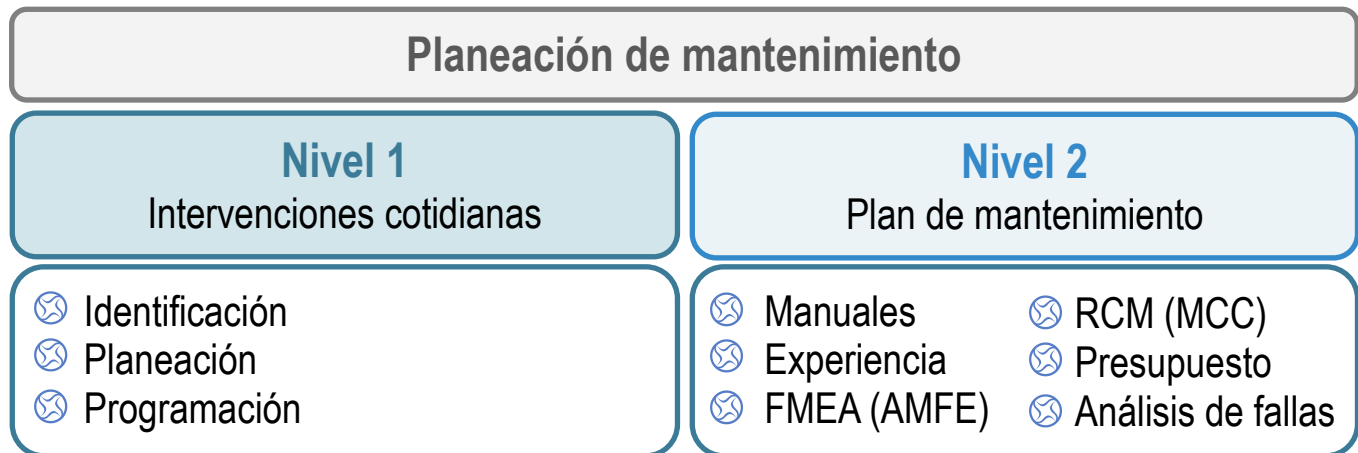 Planeación de mantenimiento
Nivel 1
Intervenciones cotidianas
Identificación
Planeación
Programación
Nivel 2
Plan de mantenimiento
Manuales
Experiencia
FMEA (AMFE)
RCM (MCC)
Presupuesto
Análisis de fallas